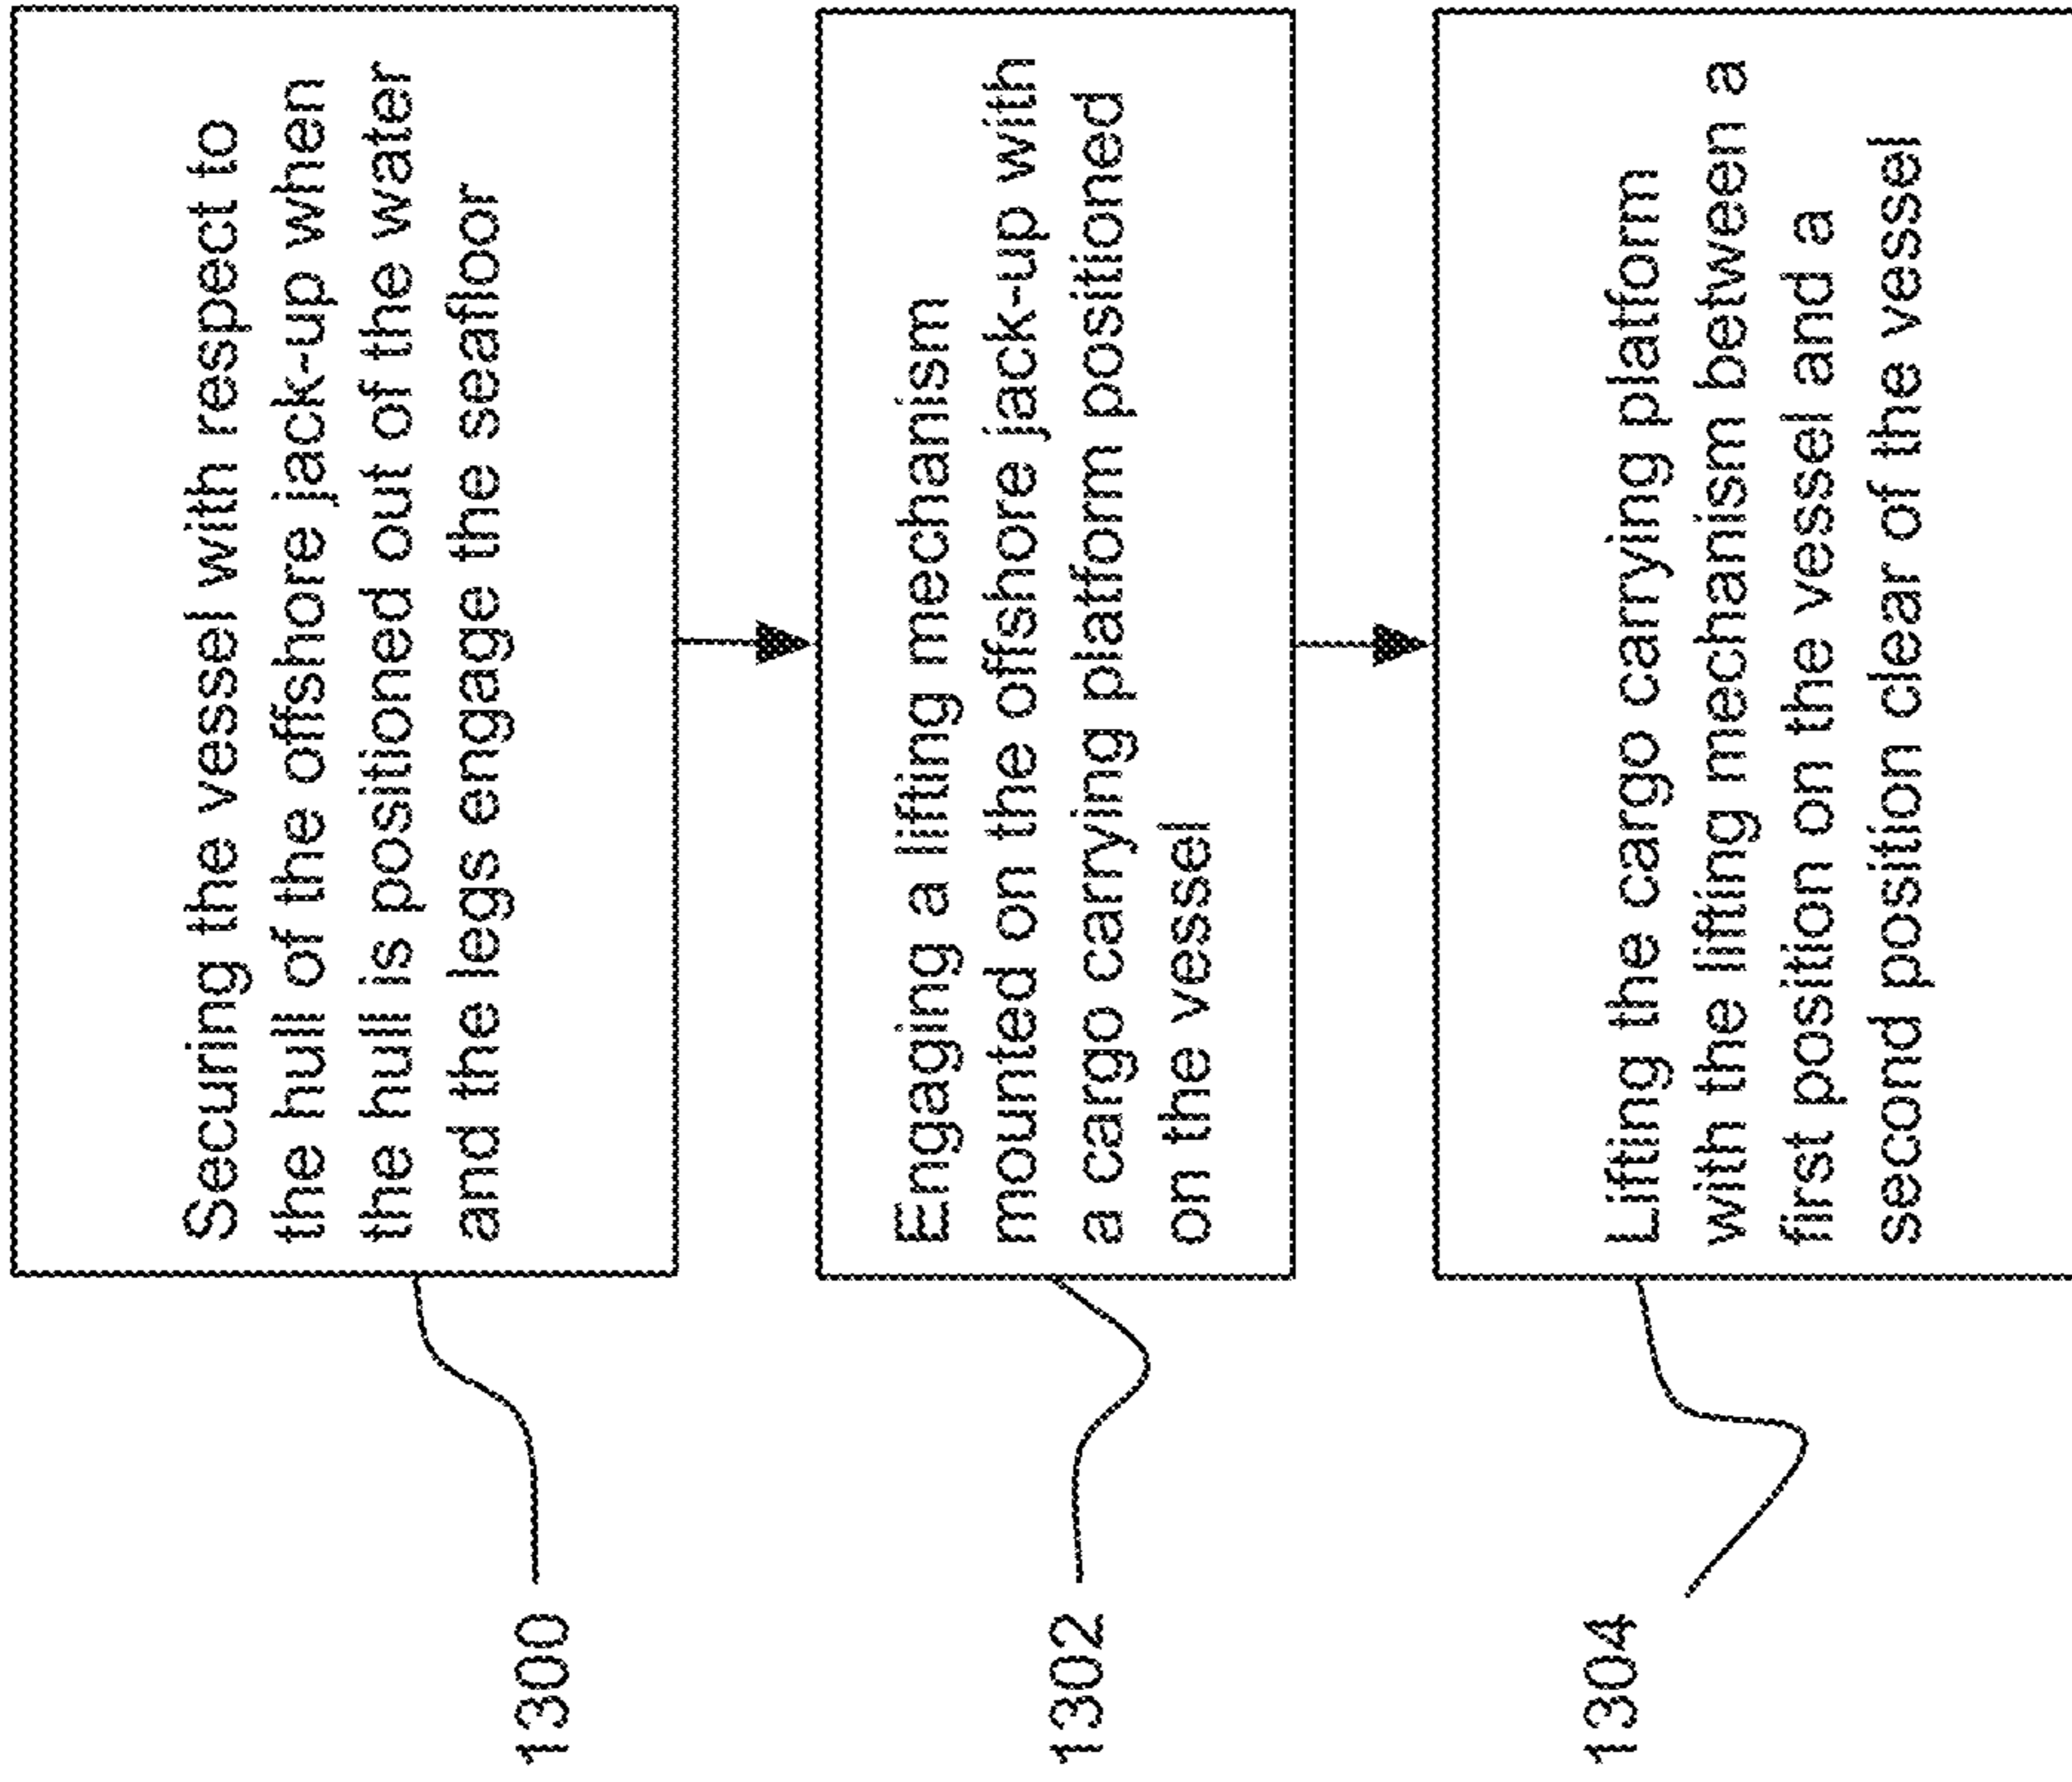 Securing the vessel with respect to
the hull of the offshore jack-up when
the hull is positioned out of the water
and the legs engage the seafloor
1300
Engaging a lifting mechanism
mounted on the offshore jack-up with
a cargo carrying platform positioned
on the vessel
1302
Lifting the cargo carrying platform
with the lifting mechanism between a
first position on the vessel and a
second position clear of the vessel
1304